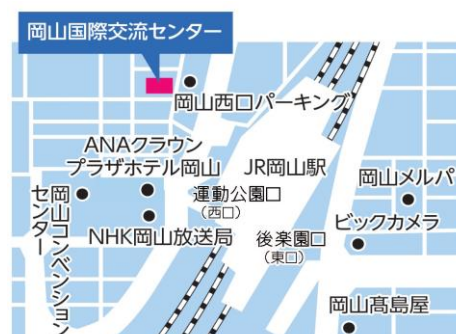 岡山国際交流センター
岡山西口パーキング
ANAクラウン
プラザホテル岡山
JR岡山駅
岡山メルパ
運動公園口
(西口)
岡山コンベンション
センター
NHK岡山放送局
後楽園口
(東口)
ビックカメラ
岡山髙島屋